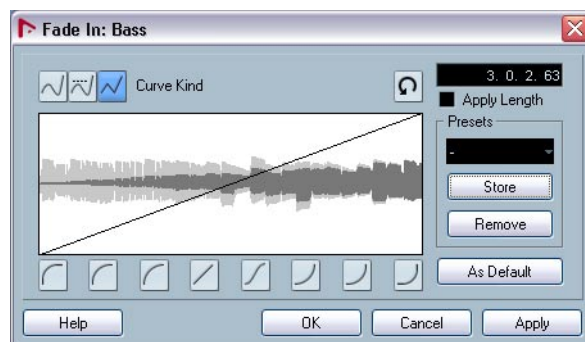 Fade In: Bass
Curve Kind
3. 0. 2. 63
Apply Length
Presets
-
Store
Remove
As Default
Help
OK
Cancel
Apply